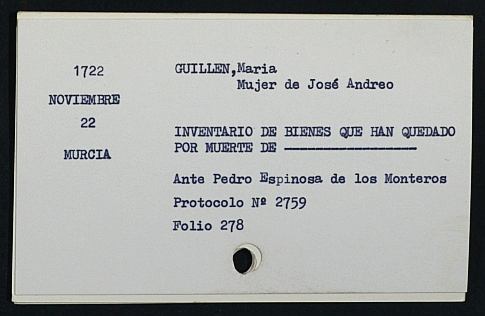 1722
NOVIEMBRE
22
MURCIA
GUILLEN,Maria
Mujer de José Andreo
INVENTARIO DE BIENES QUE HAN QUEDADO
POR MUERTE DE ------------------
Ante Pedro Espinosa de los Monteros
Protocolo Nº 2759
Folio 278